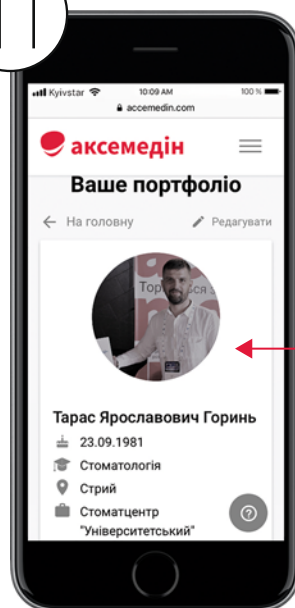 Kyivstar 10:09 AM 100 %
accemedin.com
аксемедін
Ваше портфоліо
← На головну Редагувати
Тарас Ярославович Горинь
23.09.1981
Стоматологія
Стрий
Стоматцентр
"Університетський"
?